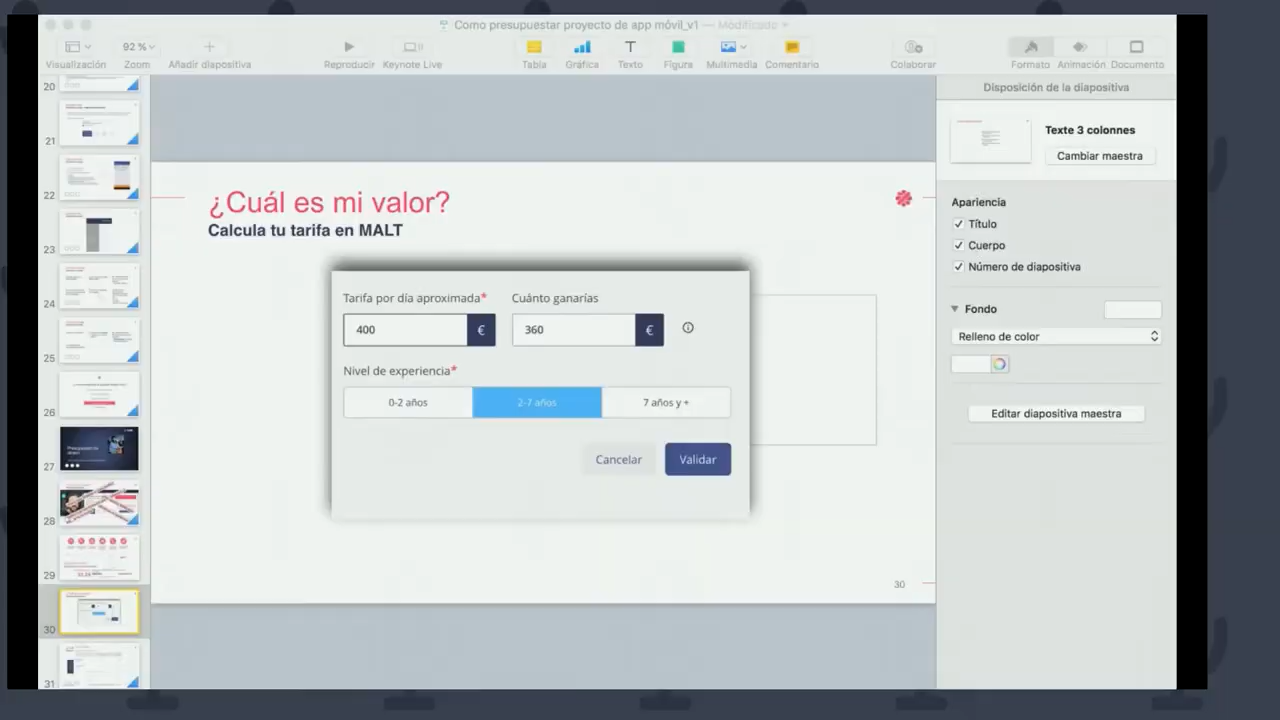 Como presupuestar proyecto de app móvil_v1 — Modificado
92 %
Visualización Zoom Añadir diapositiva Reproducir Keynote Live Tabla Gráfica Texto Figura Multimedia Comentario Colaborar Formato Animación Documento
20
21
22
23
24
25
26
27
28
29
30
31
¿Cuál es mi valor?
Calcula tu tarifa en MALT
Tarifa por día aproximada* Cuánto ganarías
400 € 360 €
Nivel de experiencia*
0-2 años 2-7 años 7 años y +
Cancelar Validar
30
Disposición de la diapositiva
Texte 3 colonnes
Cambiar maestra
Apariencia
Título
Cuerpo
Número de diapositiva
Fondo
Relleno de color
Editar diapositiva maestra